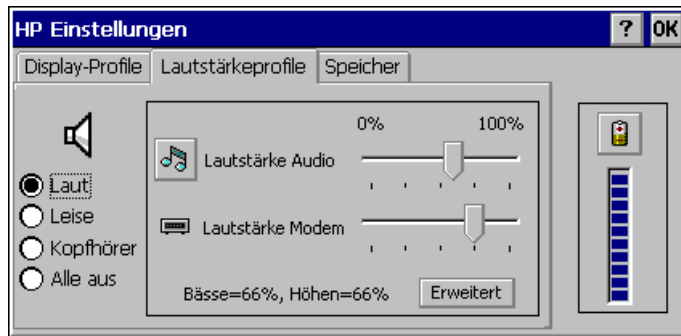 HP Einstellungen ? OK
Display-Profile Lautstärkeprofile Speicher
0% 100%
Lautstärke Audio
Laut
Leise
Kopfhörer
Alle aus
Lautstärke Modem
Bässe=66%, Höhen=66% Erweitert